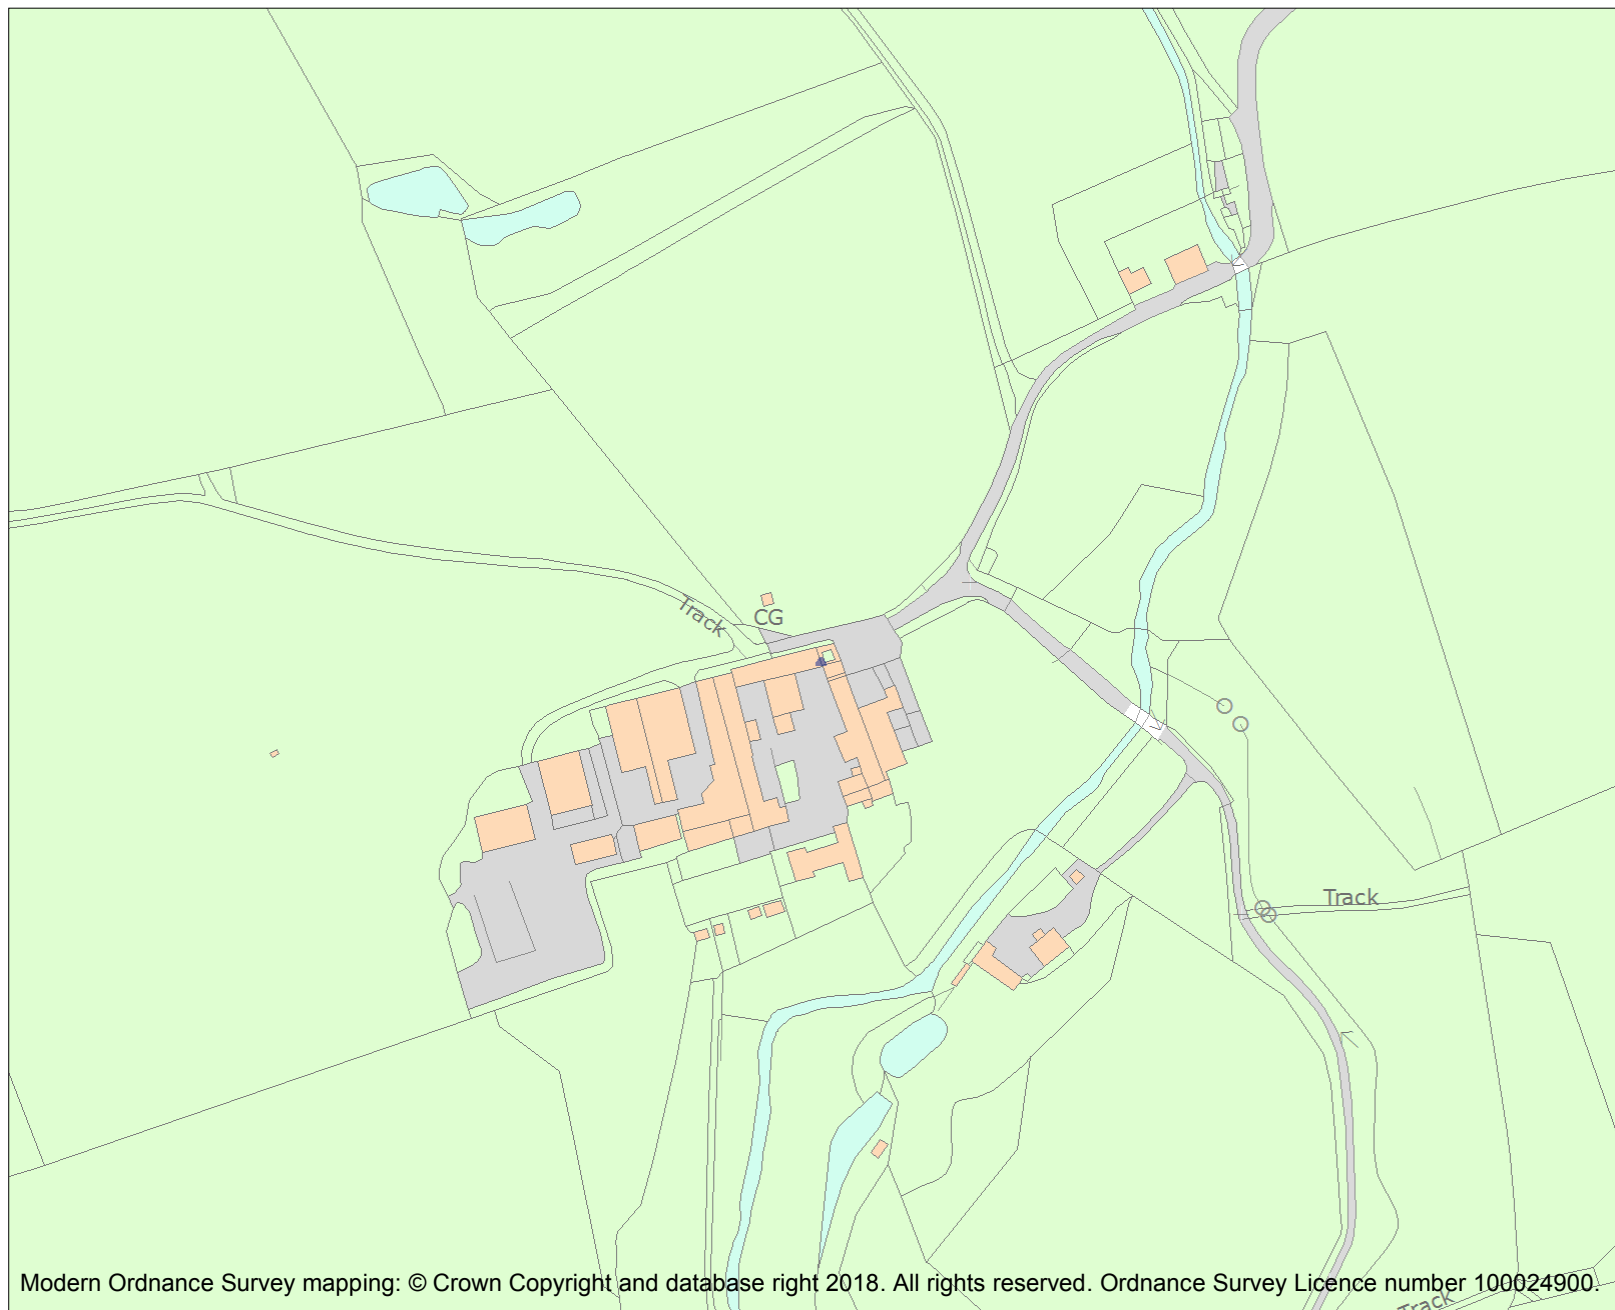 Track
CG
Track
Modern Ordnance Survey mapping: © Crown Copyright and database right 2018. All rights reserved. Ordnance Survey Licence number 100024900.
Track